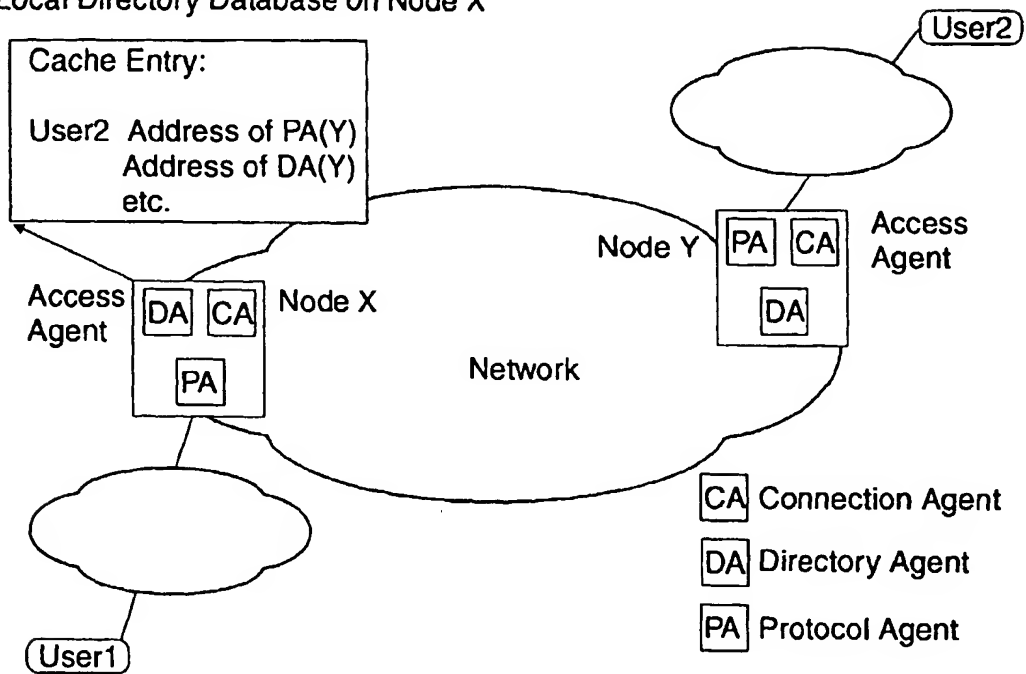 Local Directory Database on Node X
Cache Entry:
User2 Address of PA(Y)
Address of DA(Y)
etc.
User2
Node Y
PA
CA
DA
Access
Agent
Access
Agent
DA
CA
PA
Node X
Network
CA Connection Agent
DA Directory Agent
PA Protocol Agent
User1